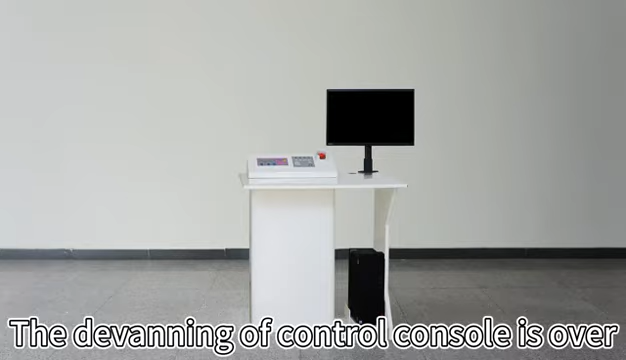 The devanning of control console is over